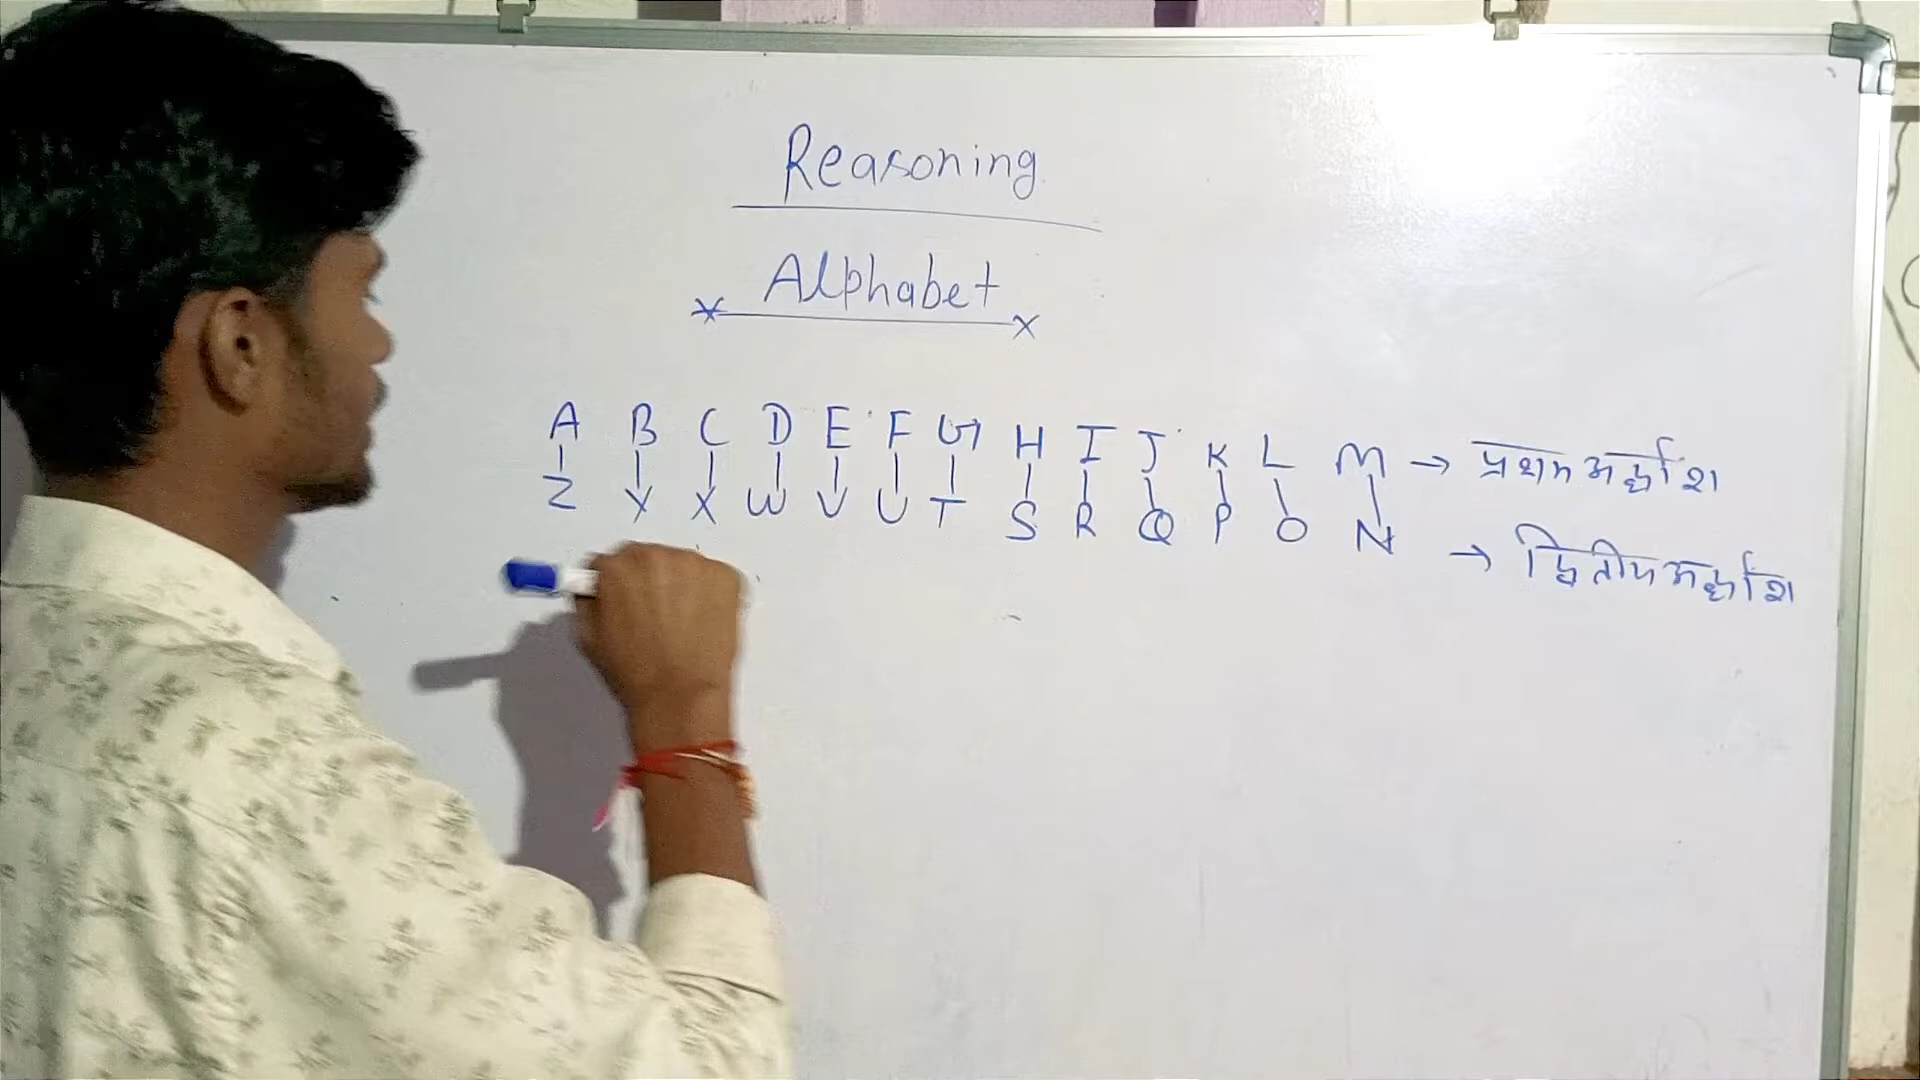 Reasoning
Alphabet
A B C D E F G H I J K L M → प्रथम अर्द्धांश
Z Y X W V U T S R Q P O N → द्वितीय अर्द्धांश